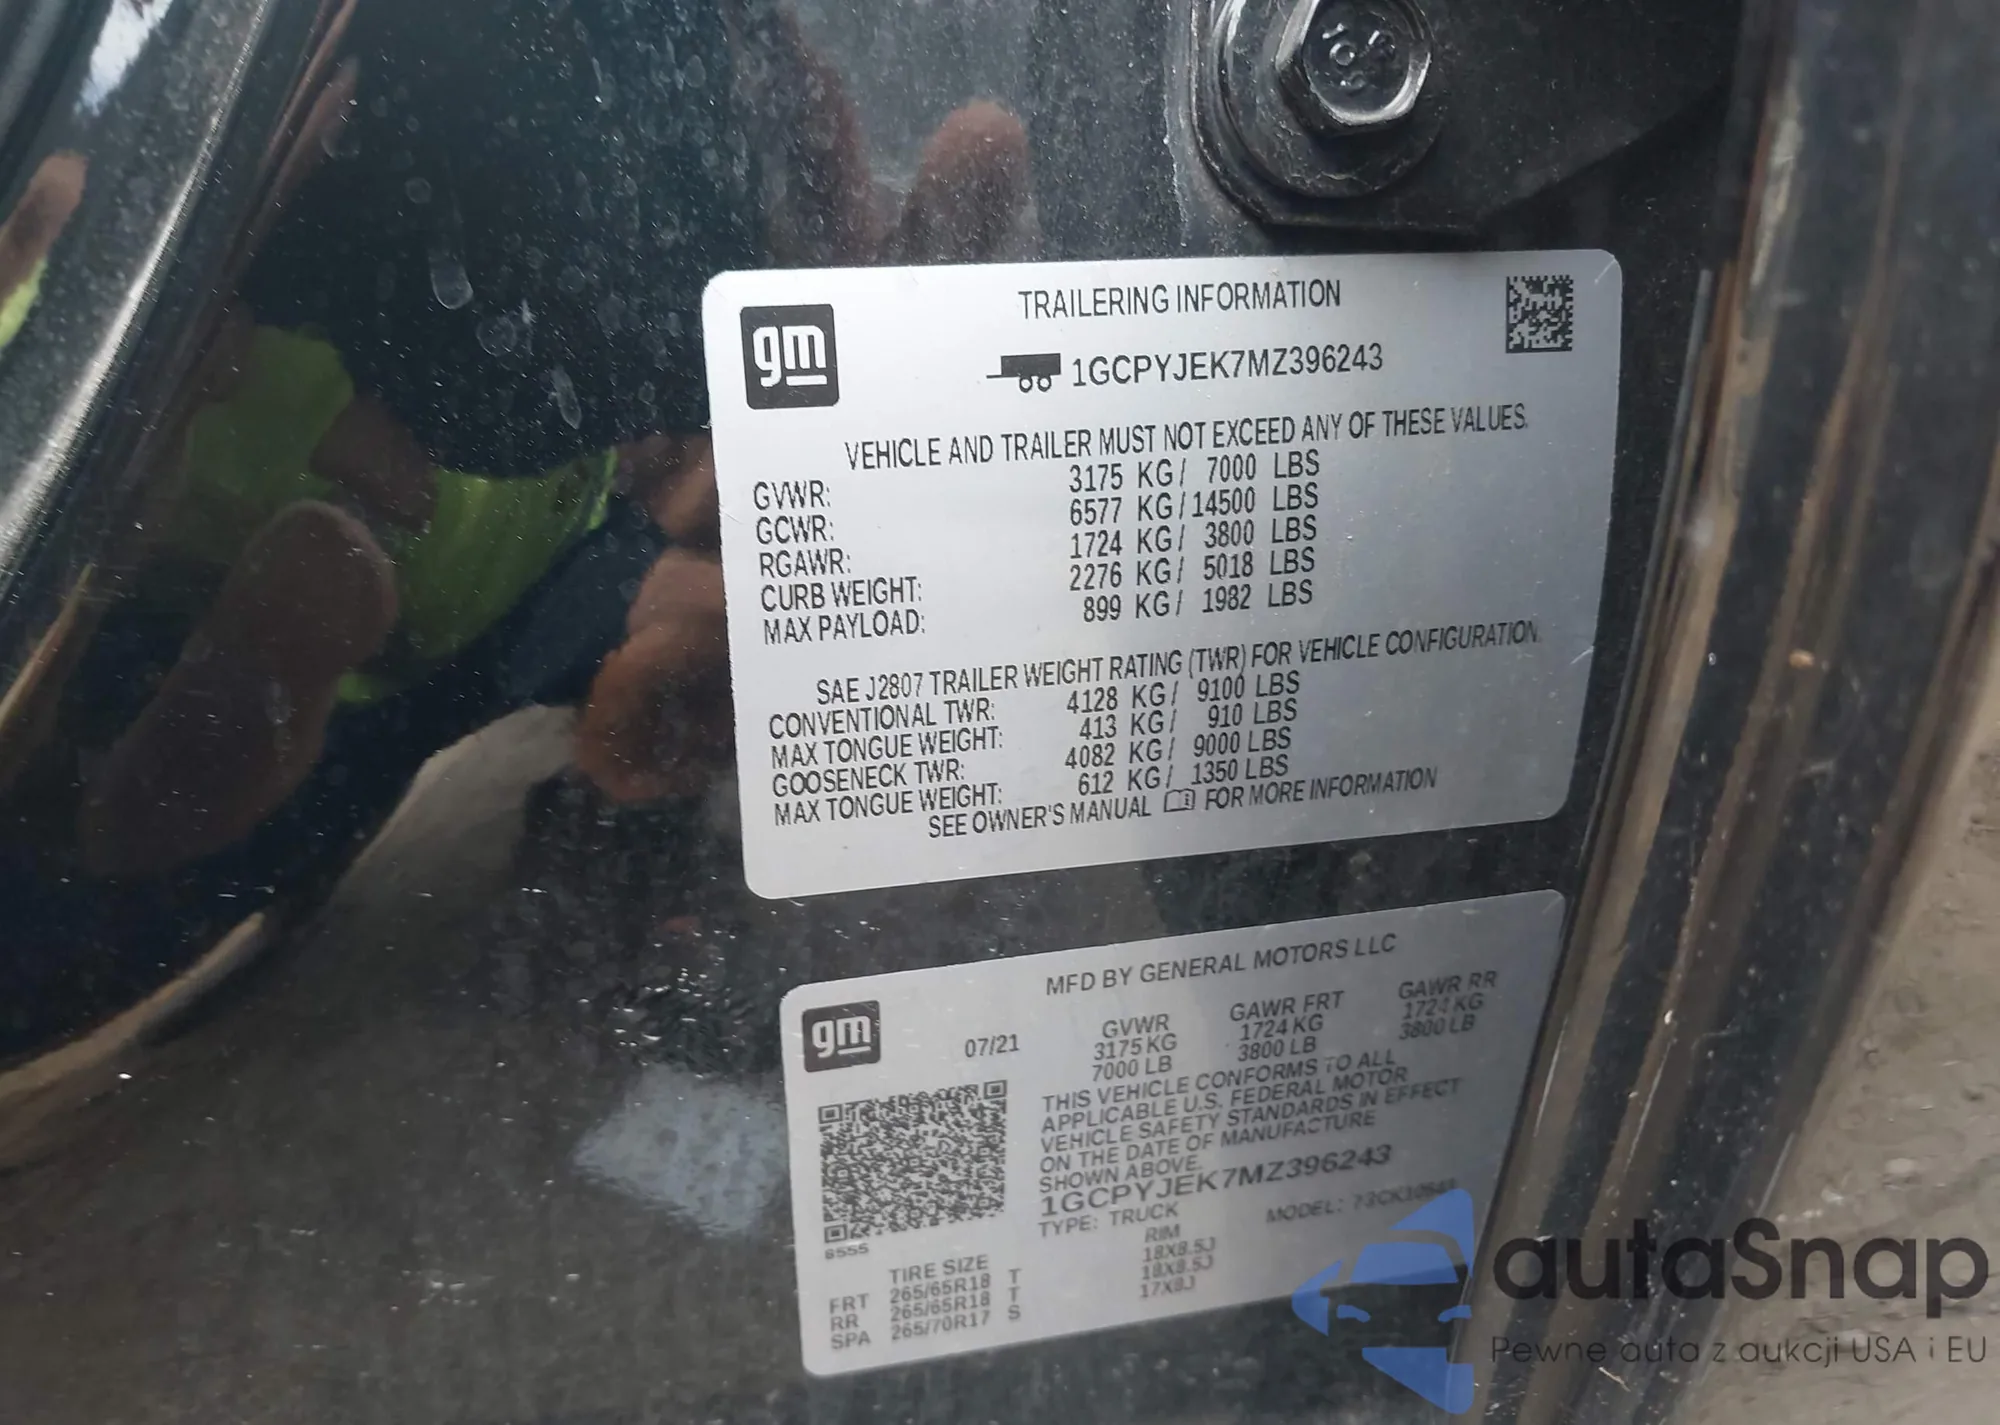 10.9
gm
TRAILERING INFORMATION
1GCPYJEK7MZ396243
VEHICLE AND TRAILER MUST NOT EXCEED ANY OF THESE VALUES.
GVWR: 3175 KG/ 7000 LBS
GCWR: 6577 KG/14500 LBS
RGAWR: 1724 KG/ 3800 LBS
CURB WEIGHT: 2276 KG/ 5018 LBS
MAX PAYLOAD: 899 KG/ 1982 LBS
SAE J2807 TRAILER WEIGHT RATING (TWR) FOR VEHICLE CONFIGURATION.
CONVENTIONAL TWR: 4128 KG/ 9100 LBS
MAX TONGUE WEIGHT: 413 KG/ 910 LBS
GOOSENECK TWR: 4082 KG/ 9000 LBS
MAX TONGUE WEIGHT: 612 KG/ 1350 LBS
SEE OWNER'S MANUAL FOR MORE INFORMATION
gm
MFD BY GENERAL MOTORS LLC
07/21
GVWR GAWR FRT GAWR RR
3175 KG 1724 KG 1724 KG
7000 LB 3800 LB 3800 LB
THIS VEHICLE CONFORMS TO ALL
APPLICABLE U.S. FEDERAL MOTOR
VEHICLE SAFETY STANDARDS IN EFFECT
ON THE DATE OF MANUFACTURE
SHOWN ABOVE.
1GCPYJEK7MZ396243
TYPE: TRUCK MODEL:
6555
TIRE SIZE RIM
FRT 265/65R18 T 18X8.5J
RR 265/65R18 T 18X8.5J
SPA 265/70R17 S 17X8J
autaSnap
Pewne auta z aukcji USA i EU